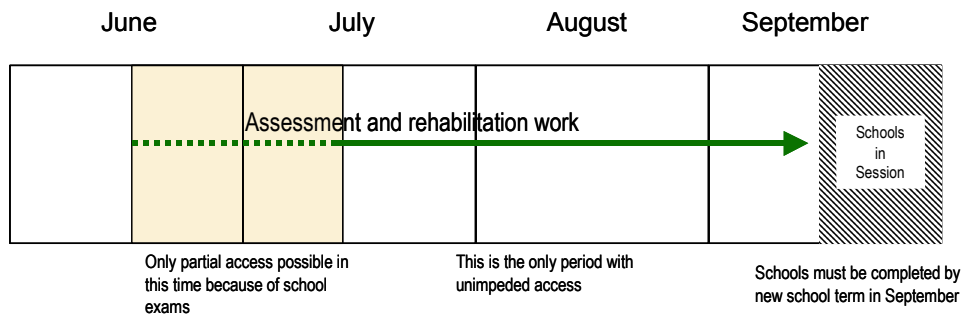 June July August September
Assessment and rehabilitation work
Schools
in
Session
Only partial access possible in
this time because of school
exams
This is the only period with
unimpeded access
Schools must be completed by
new school term in September